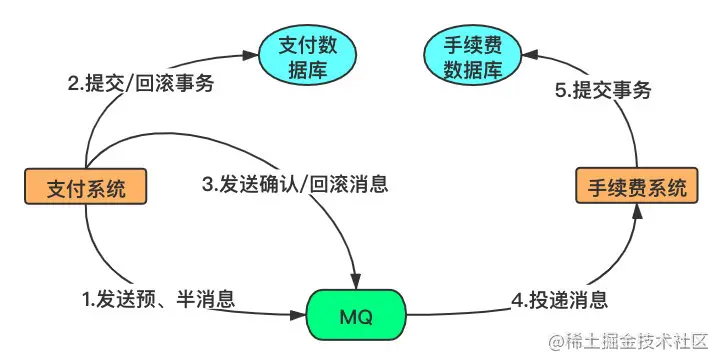 支付数
据库
手续费
数据库
2.提交/回滚事务
5.提交事务
支付系统
3.发送确认/回滚消息
手续费系统
1.发送预、半消息
MQ
4.投递消息
@稀土掘金技术社区